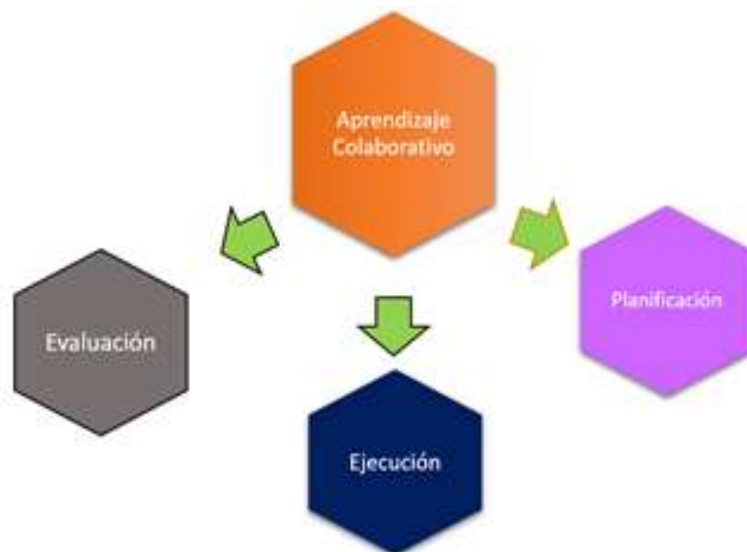 Aprendizaje
Colaborativo
Planificación
Evaluación
Ejecución